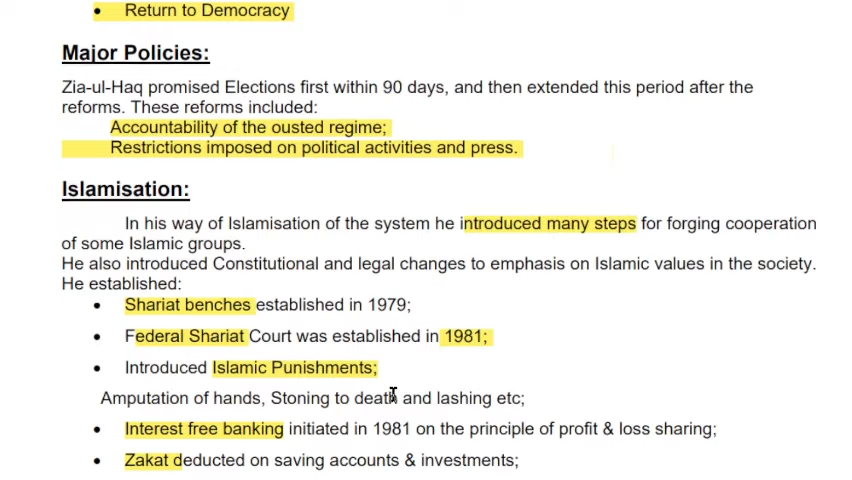 • Return to Democracy
Major Policies:
Zia-ul-Haq promised Elections first within 90 days, and then extended this period after the
reforms. These reforms included:
Accountability of the ousted regime;
Restrictions imposed on political activities and press.
Islamisation:
In his way of Islamisation of the system he introduced many steps for forging cooperation
of some Islamic groups.
He also introduced Constitutional and legal changes to emphasis on Islamic values in the society.
He established:
• Shariat benches established in 1979;
• Federal Shariat Court was established in 1981;
• Introduced Islamic Punishments;
Amputation of hands, Stoning to death and lashing etc;
• Interest free banking initiated in 1981 on the principle of profit & loss sharing;
• Zakat deducted on saving accounts & investments;